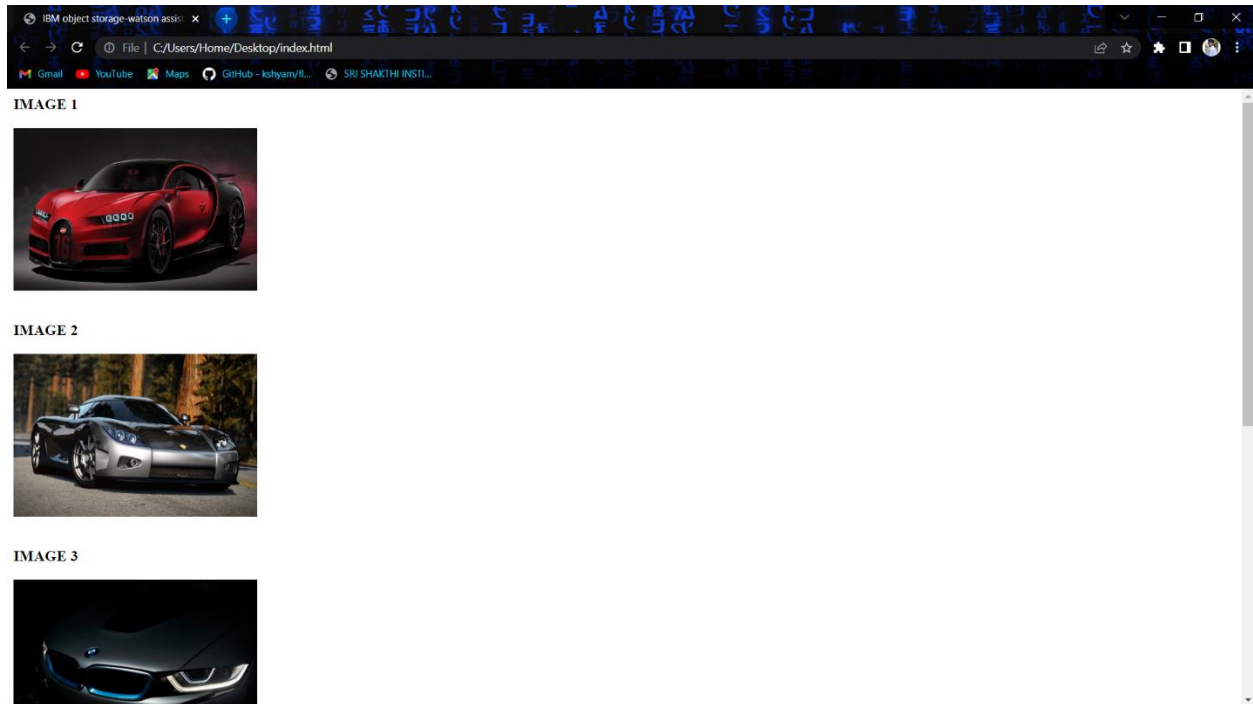 IBM object storage-watson assis
File | C:/Users/Home/Desktop/index.html
Gmail YouTube Maps GitHub - kshyam/fl... SRI SHAKTHI INSTI...
IMAGE 1
16
IMAGE 2
IMAGE 3